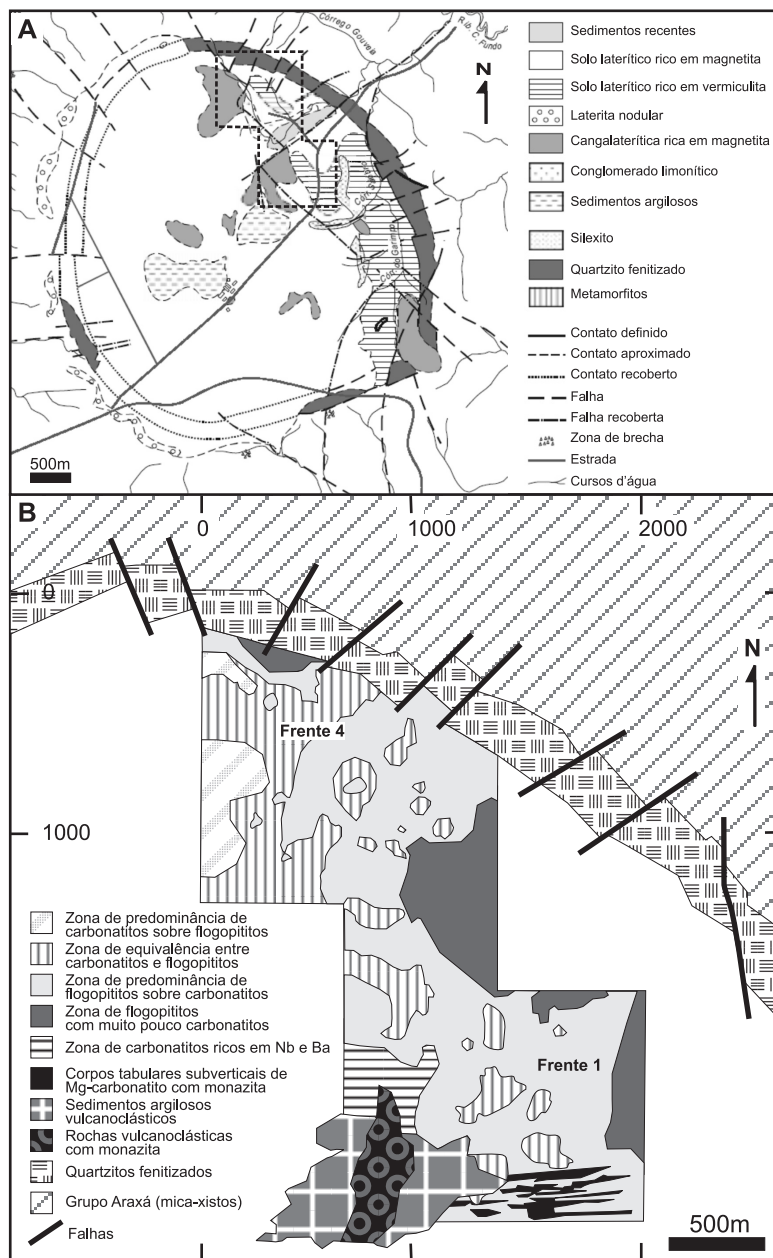 A
Córrego Gouveia
Rib. C. Fundo
N
500m
Sedimentos recentes
Solo laterítico rico em magnetita
Solo laterítico rico em vermiculita
Laterita nodular
Cangalaterítica rica em magnetita
Conglomerado limonítico
Sedimentos argilosos
Silexito
Quartzito fenitizado
Metamorfitos
Contato definido
Contato aproximado
Contato recoberto
Falha
Falha recoberta
Zona de brecha
Estrada
Cursos d'água
B
0
1000
2000
0
N
Frente 4
1000
Frente 1
Zona de predominância de
carbonatitos sobre flogopititos
Zona de equivalência entre
carbonatitos e flogopititos
Zona de predominância de
flogopititos sobre carbonatitos
Zona de flogopititos
com muito pouco carbonatitos
Zona de carbonatitos ricos em Nb e Ba
Corpos tabulares subverticais de
Mg-carbonatito com monazita
Sedimentos argilosos
vulcanoclásticos
Rochas vulcanoclásticas
com monazita
Quartzitos fenitizados
Grupo Araxá (mica-xistos)
Falhas
500m